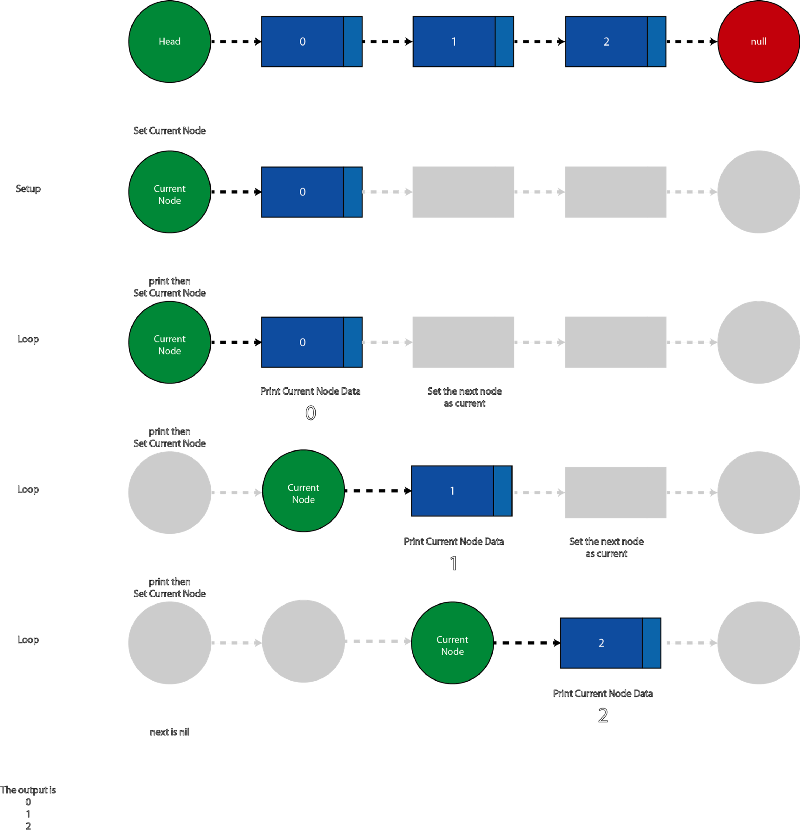 Head
0
1
2
null
Set Current Node
Setup
Current
Node
0
print then
Set Current Node
Loop
Current
Node
0
Print Current Node Data
0
Set the next node
as current
print then
Set Current Node
Loop
Current
Node
1
Print Current Node Data
1
Set the next node
as current
print then
Set Current Node
Loop
Current
Node
2
Print Current Node Data
2
next is nil
The output is
0
1
2